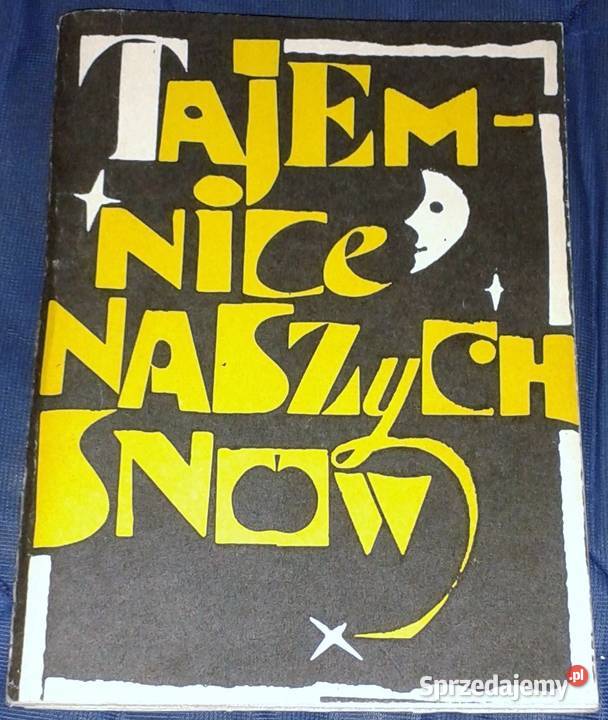 TAJEM-
NICE
NASZYCH
SNÓW
Sprzedajemy.pl